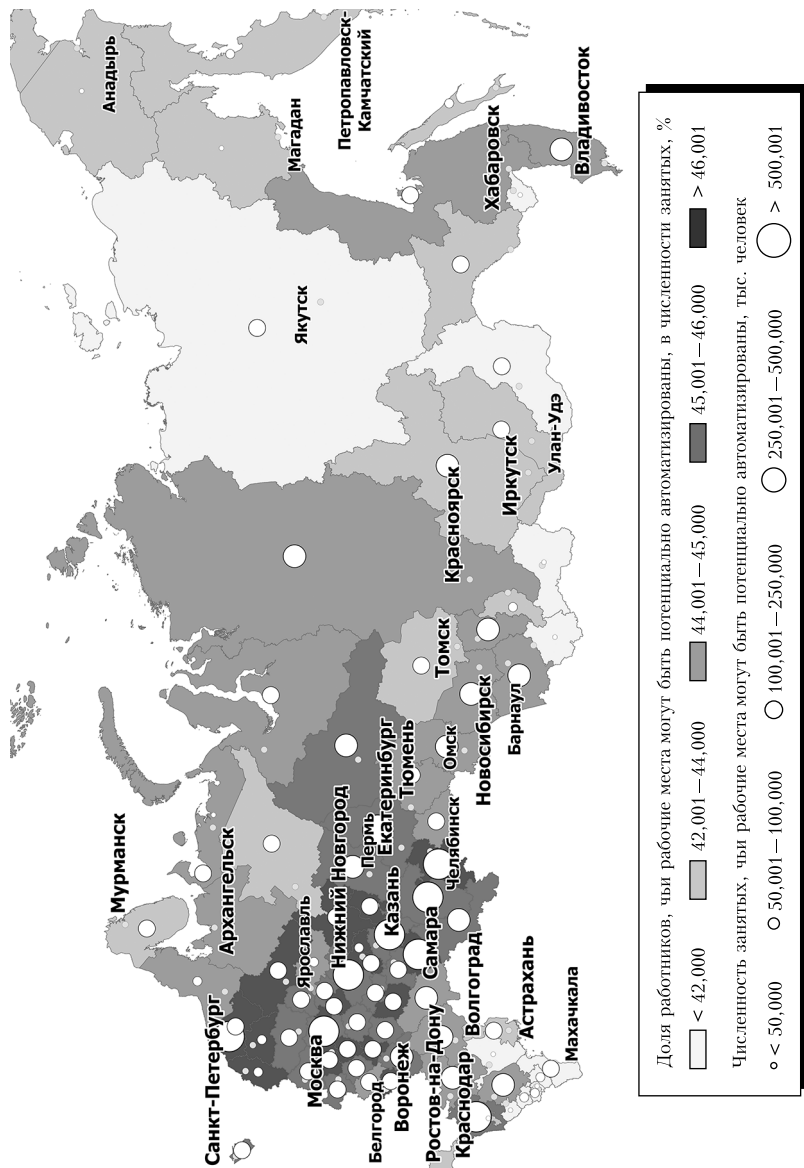 Анадырь
Петропавловск-
Камчатский
Магадан
Хабаровск
Владивосток
Якутск
Улан-Удэ
Иркутск
Красноярск
Томск
Барнаул
Новосибирск
Омск
Тюмень
Екатеринбург
Пермь
Челябинск
Нижний Новгород
Казань
Самара
Мурманск
Архангельск
Ярославль
Волгоград
Астрахань
Махачкала
Санкт-Петербург
Москва
Белгород
Воронеж
Ростов-на-Дону
Краснодар
Доля работников, чьи рабочие места могут быть потенциально автоматизированы, в численности занятых, %
< 42,000 42,001—44,000 44,001—45,000 45,001—46,000 > 46,001
Численность занятых, чьи рабочие места могут быть потенциально автоматизированы, тыс. человек
< 50,000 50,001—100,000 100,001—250,000 250,001—500,000 > 500,001